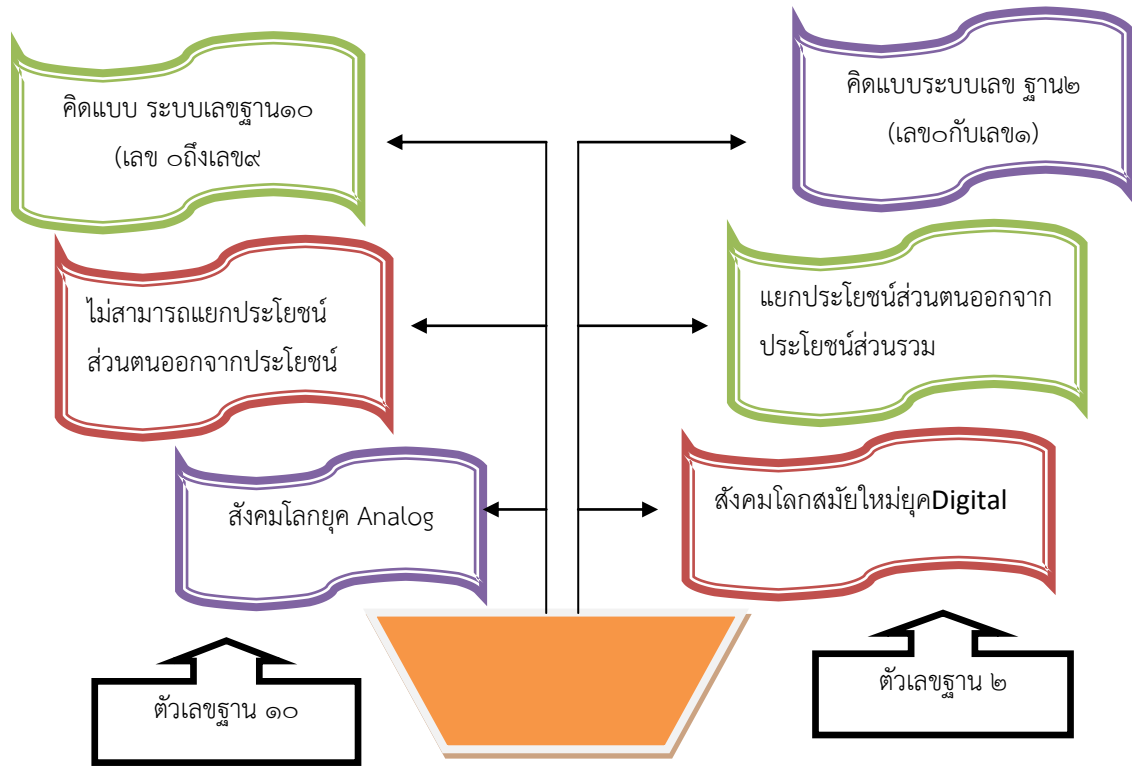 คิดแบบ ระบบเลขฐาน๑๐
(เลข ๐ถึงเลข๙
ไม่สามารถแยกประโยชน์
ส่วนตนออกจากประโยชน์
สังคมโลกยุค Analog
ตัวเลขฐาน ๑๐
คิดแบบระบบเลข ฐาน๒
(เลข๐กับเลข๑)
แยกประโยชน์ส่วนตนออกจาก
ประโยชน์ส่วนรวม
สังคมโลกสมัยใหม่ยุคDigital
ตัวเลขฐาน ๒